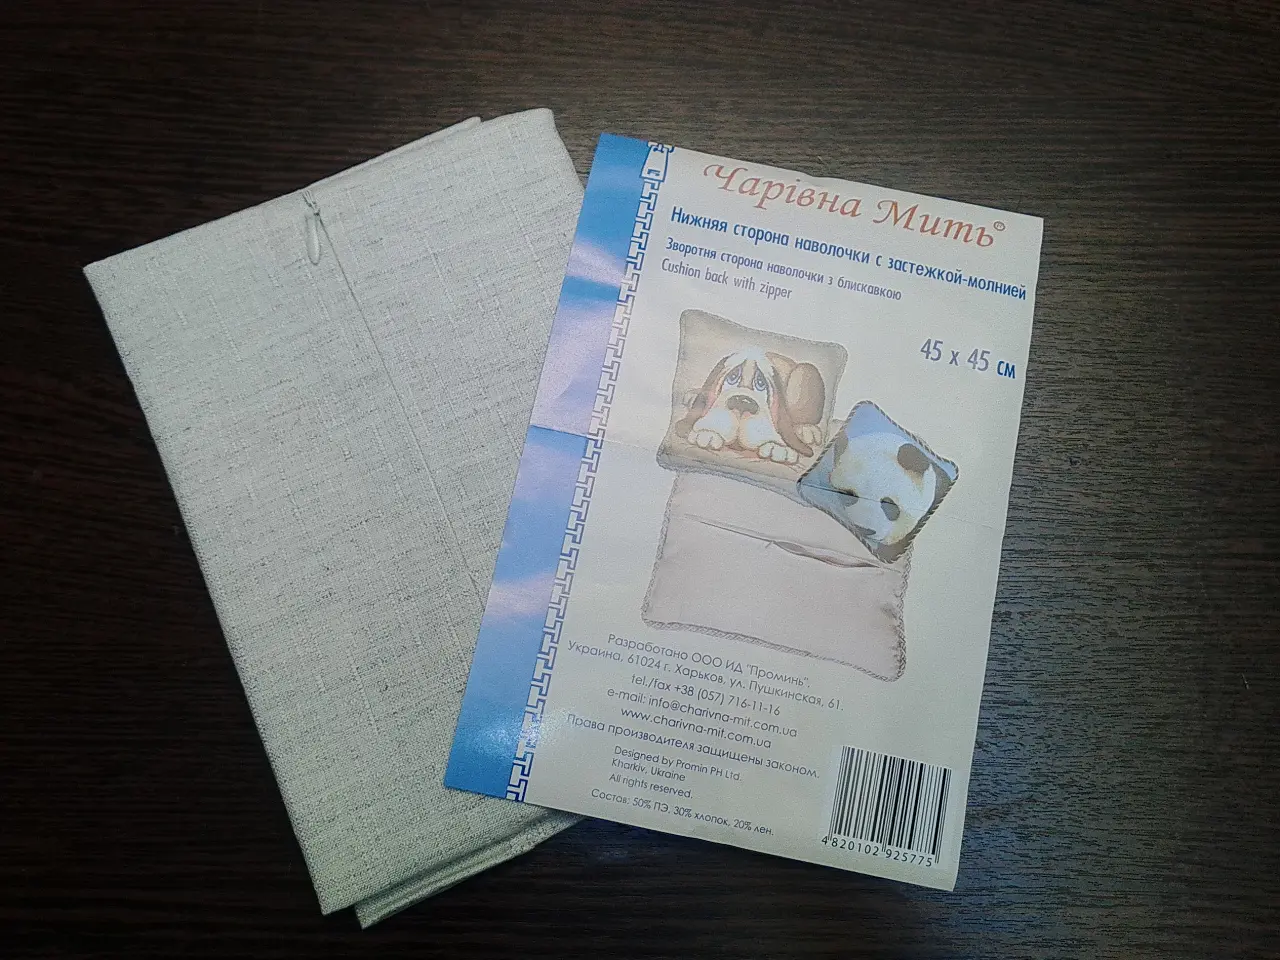 Чарівна Мить®
Нижняя сторона наволочки с застежкой-молнией
Зворотня сторона наволочки з блискавкою
Cushion back with zipper
45 x 45 см
Разработано ООО ИД "Проминь".
Украина, 61024 г. Харьков, ул. Пушкинская, 61.
tel./fax +38 (057) 716-11-16
e-mail: info@charivna-mit.com.ua
www.charivna-mit.com.ua
Права производителя защищены законом.
Designed by Promin PH Ltd.
Kharkiv, Ukraine
All rights reserved.
Состав: 50% ПЭ, 30% хлопок, 20% лен.
4820102925775